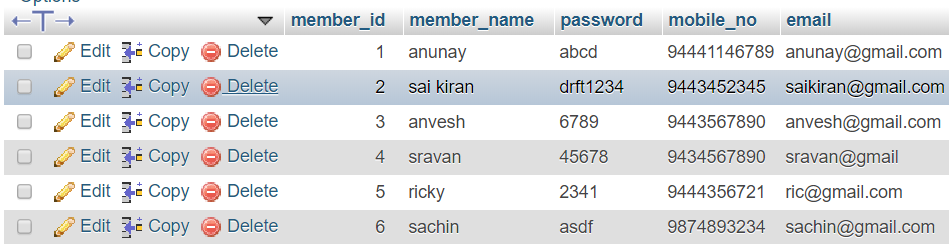 Options
member_id member_name password mobile_no email
Edit Copy Delete 1 anunay abcd 94441146789 anunay@gmail.com
Edit Copy Delete 2 sai kiran drft1234 9443452345 saikiran@gmail.com
Edit Copy Delete 3 anvesh 6789 9443567890 anvesh@gmail.com
Edit Copy Delete 4 sravan 45678 9434567890 sravan@gmail
Edit Copy Delete 5 ricky 2341 9444356721 ric@gmail.com
Edit Copy Delete 6 sachin asdf 9874893234 sachin@gmail.com